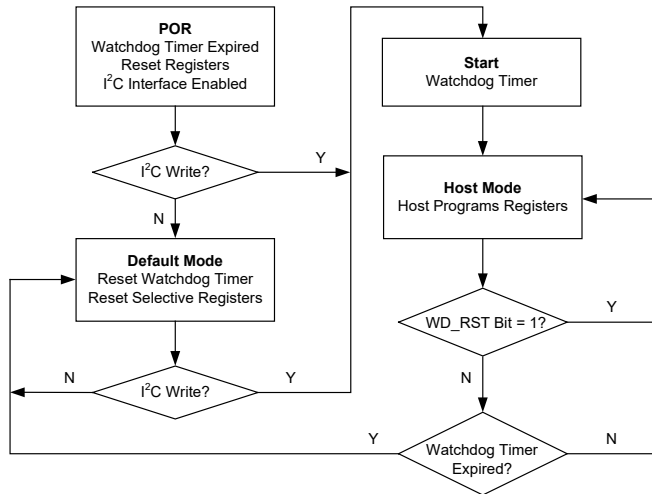 POR
Watchdog Timer Expired
Reset Registers
I²C Interface Enabled
I²C Write?
Y
N
Default Mode
Reset Watchdog Timer
Reset Selective Registers
I²C Write?
N
Y
Start
Watchdog Timer
Host Mode
Host Programs Registers
WD_RST Bit = 1?
Y
N
Watchdog Timer
Expired?
Y
N